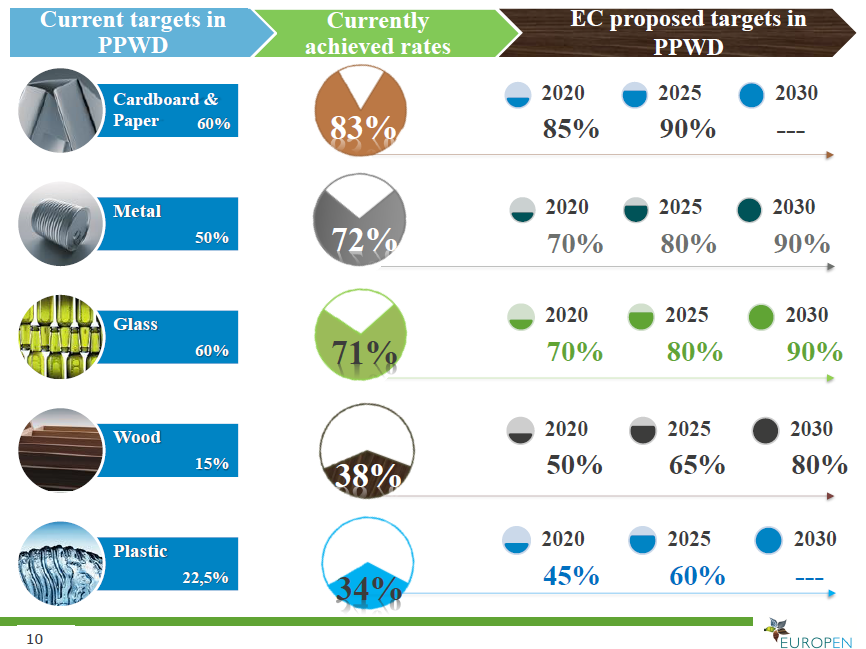 Current targets in
PPWD
Currently
achieved rates
EC proposed targets in
PPWD
Cardboard &
Paper 60%
83%
2020 2025 2030
85% 90% ---
Metal
50%
72%
2020 2025 2030
70% 80% 90%
Glass
60%
71%
2020 2025 2030
70% 80% 90%
Wood
15%
38%
2020 2025 2030
50% 65% 80%
Plastic
22,5%
34%
2020 2025 2030
45% 60% ---
10
EUROPEN